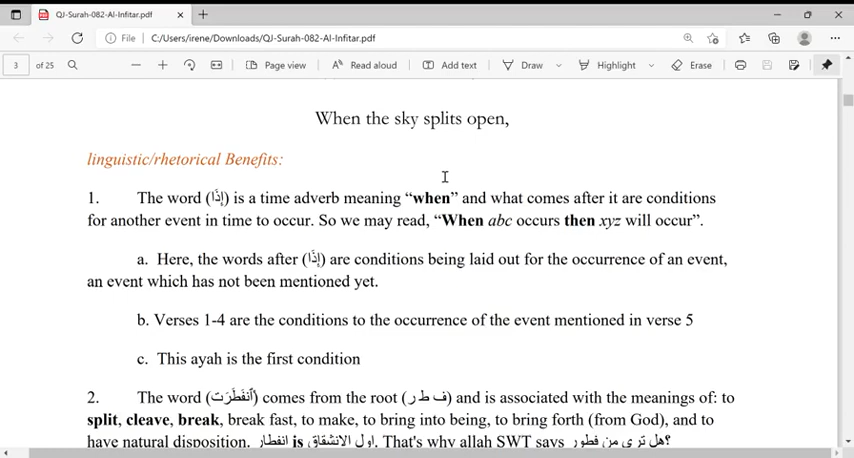 QJ-Surah-082-Al-Infitar.pdf
File C:/Users/irene/Downloads/QJ-Surah-082-Al-Infitar.pdf
3 of 25 Page view Read aloud Add text Draw Highlight Erase
When the sky splits open,
linguistic/rhetorical Benefits:
1. The word (إِذَا) is a time adverb meaning “when” and what comes after it are conditions
for another event in time to occur. So we may read, “When abc occurs then xyz will occur”.
a. Here, the words after (إِذَا) are conditions being laid out for the occurrence of an event,
an event which has not been mentioned yet.
b. Verses 1-4 are the conditions to the occurrence of the event mentioned in verse 5
c. This ayah is the first condition
2. The word (ٱنفَطَرَت) comes from the root (ف ط ر) and is associated with the meanings of: to
split, cleave, break, break fast, to make, to bring into being, to bring forth (from God), and to
have natural disposition. انفطار is اول الانشقاق. That's why allah SWT says هل ترى من فطور?